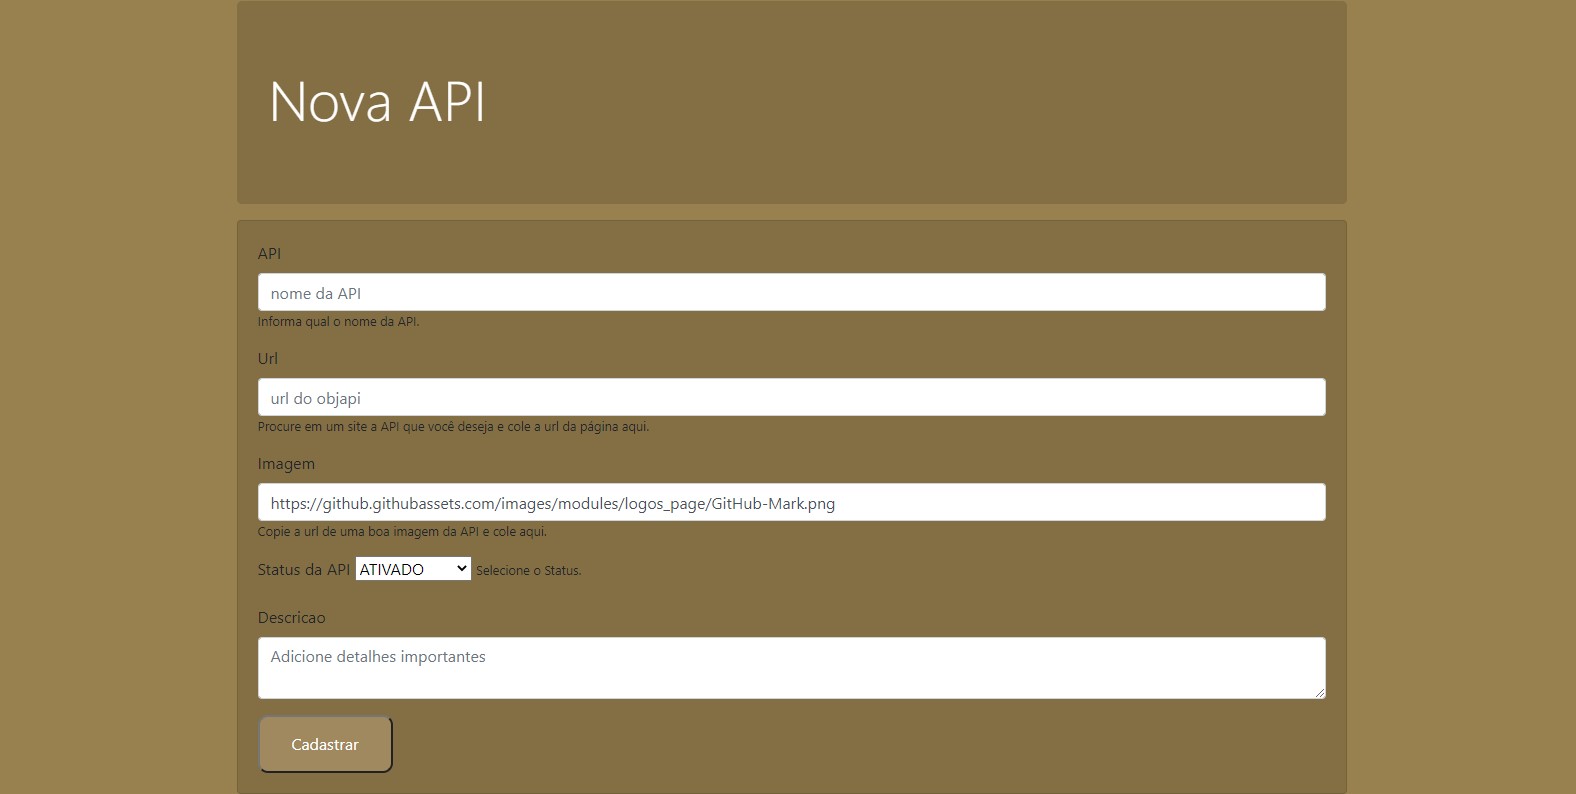 Nova API
API
nome da API
Informa qual o nome da API.
Url
url do objapi
Procure em um site a API que você deseja e cole a url da página aqui.
Imagem
https://github.githubassets.com/images/modules/logos_page/GitHub-Mark.png
Copie a url de uma boa imagem da API e cole aqui.
Status da API ATIVADO Selecione o Status.
Descricao
Adicione detalhes importantes
Cadastrar